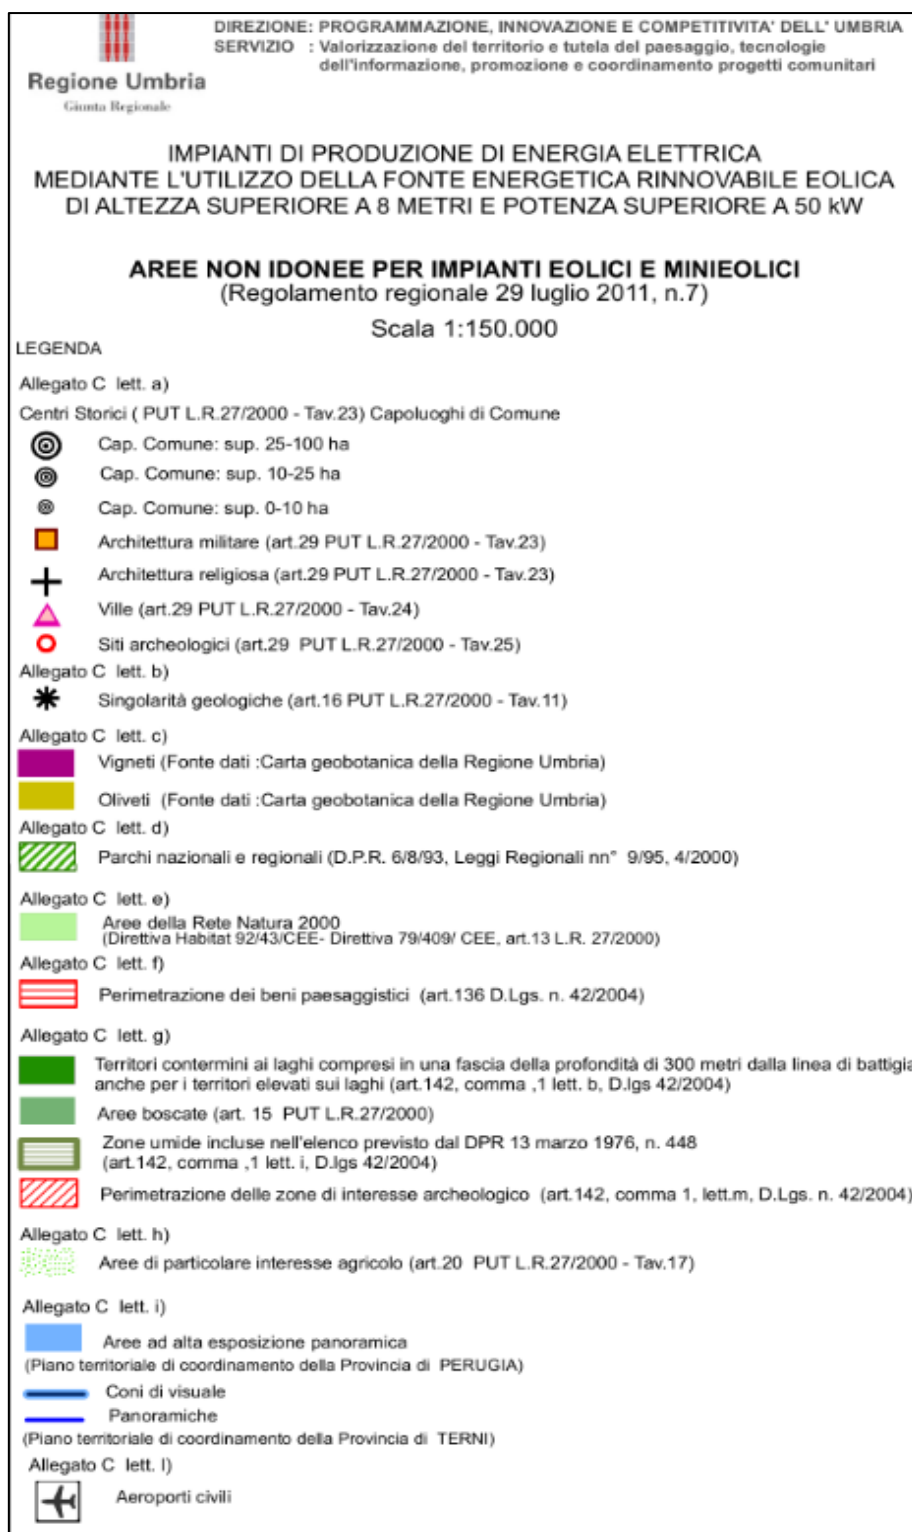 DIREZIONE: PROGRAMMAZIONE, INNOVAZIONE E COMPETITIVITA' DELL' UMBRIA
SERVIZIO : Valorizzazione del territorio e tutela del paesaggio, tecnologie
dell'informazione, promozione e coordinamento progetti comunitari
Regione Umbria
Giunta Regionale
IMPIANTI DI PRODUZIONE DI ENERGIA ELETTRICA
MEDIANTE L'UTILIZZO DELLA FONTE ENERGETICA RINNOVABILE EOLICA
DI ALTEZZA SUPERIORE A 8 METRI E POTENZA SUPERIORE A 50 kW
AREE NON IDONEE PER IMPIANTI EOLICI E MINIEOLICI
(Regolamento regionale 29 luglio 2011, n.7)
Scala 1:150.000
LEGENDA
Allegato C lett. a)
Centri Storici ( PUT L.R.27/2000 - Tav.23) Capoluoghi di Comune
Cap. Comune: sup. 25-100 ha
Cap. Comune: sup. 10-25 ha
Cap. Comune: sup. 0-10 ha
Architettura militare (art.29 PUT L.R.27/2000 - Tav.23)
Architettura religiosa (art.29 PUT L.R.27/2000 - Tav.23)
Ville (art.29 PUT L.R.27/2000 - Tav.24)
Siti archeologici (art.29 PUT L.R.27/2000 - Tav.25)
Allegato C lett. b)
Singolarità geologiche (art.16 PUT L.R.27/2000 - Tav.11)
Allegato C lett. c)
Vigneti (Fonte dati :Carta geobotanica della Regione Umbria)
Oliveti (Fonte dati :Carta geobotanica della Regione Umbria)
Allegato C lett. d)
Parchi nazionali e regionali (D.P.R. 6/8/93, Leggi Regionali nn° 9/95, 4/2000)
Allegato C lett. e)
Aree della Rete Natura 2000
(Direttiva Habitat 92/43/CEE- Direttiva 79/409/ CEE, art.13 L.R. 27/2000)
Allegato C lett. f)
Perimetrazione dei beni paesaggistici (art.136 D.Lgs. n. 42/2004)
Allegato C lett. g)
Territori contermini ai laghi compresi in una fascia della profondità di 300 metri dalla linea di battigia
anche per i territori elevati sui laghi (art.142, comma ,1 lett. b, D.lgs 42/2004)
Aree boscate (art. 15 PUT L.R.27/2000)
Zone umide incluse nell'elenco previsto dal DPR 13 marzo 1976, n. 448
(art.142, comma ,1 lett. i, D.lgs 42/2004)
Perimetrazione delle zone di interesse archeologico (art.142, comma 1, lett.m, D.Lgs. n. 42/2004)
Allegato C lett. h)
Aree di particolare interesse agricolo (art.20 PUT L.R.27/2000 - Tav.17)
Allegato C lett. i)
Aree ad alta esposizione panoramica
(Piano territoriale di coordinamento della Provincia di PERUGIA)
Coni di visuale
Panoramiche
(Piano territoriale di coordinamento della Provincia di TERNI)
Allegato C lett. l)
Aeroporti civili